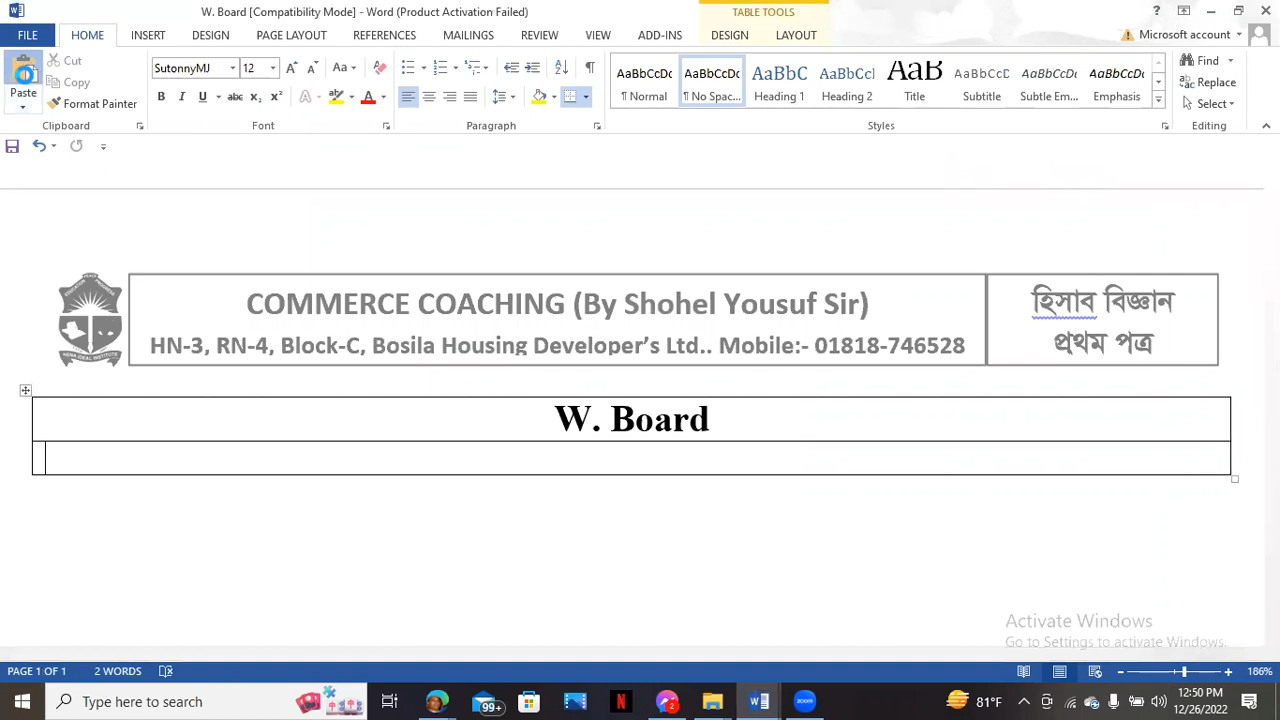 W. Board [Compatibility Mode] - Word (Product Activation Failed)
TABLE TOOLS
?
FILE
HOME
INSERT
DESIGN
PAGE LAYOUT
REFERENCES
MAILINGS
REVIEW
VIEW
ADD-INS
DESIGN
LAYOUT
Microsoft account
Paste
Cut
Copy
Format Painter
Clipboard
SutonnyMJ
12
Font
Paragraph
AaBbCcDc
¶ Normal
AaBbCcDc
¶ No Spac...
AaBbC
Heading 1
AaBbCcl
Heading 2
AaB
Title
AaBbCcD
Subtitle
AaBbCcDc
Subtle Em...
AaBbCcDc
Emphasis
Styles
Find
Replace
Select
Editing
COMMERCE COACHING (By Shohel Yousuf Sir)
HN-3, RN-4, Block-C, Bosila Housing Developer’s Ltd.. Mobile:- 01818-746528
হিসাব বিজ্ঞান
প্রথম পত্র
W. Board
Activate Windows
Go to Settings to activate Windows.
PAGE 1 OF 1
2 WORDS
186%
Type here to search
99+
2
zoom
81°F
12:50 PM
12/26/2022